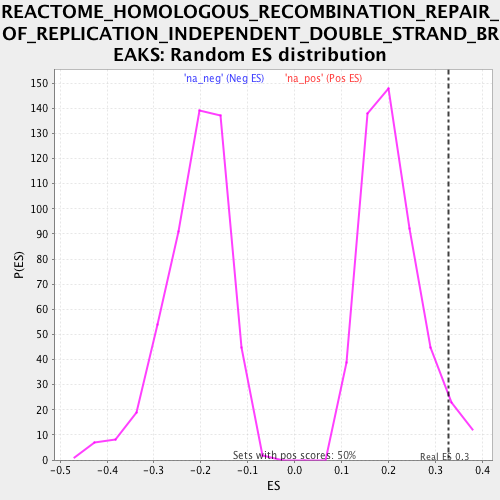 REACTOME_HOMOLOGOUS_RECOMBINATION_REPAIR_
OF_REPLICATION_INDEPENDENT_DOUBLE_STRAND_BR
EAKS: Random ES distribution
'na_neg' (Neg ES) 'na_pos' (Pos ES)
150
140
130
120
110
100
90
80
70
60
50
40
30
20
10
0
P(ES)
Sets with pos scores: 50%
Real ES 0.3
-0.5 -0.4 -0.3 -0.2 -0.1 0.0 0.1 0.2 0.3 0.4
ES